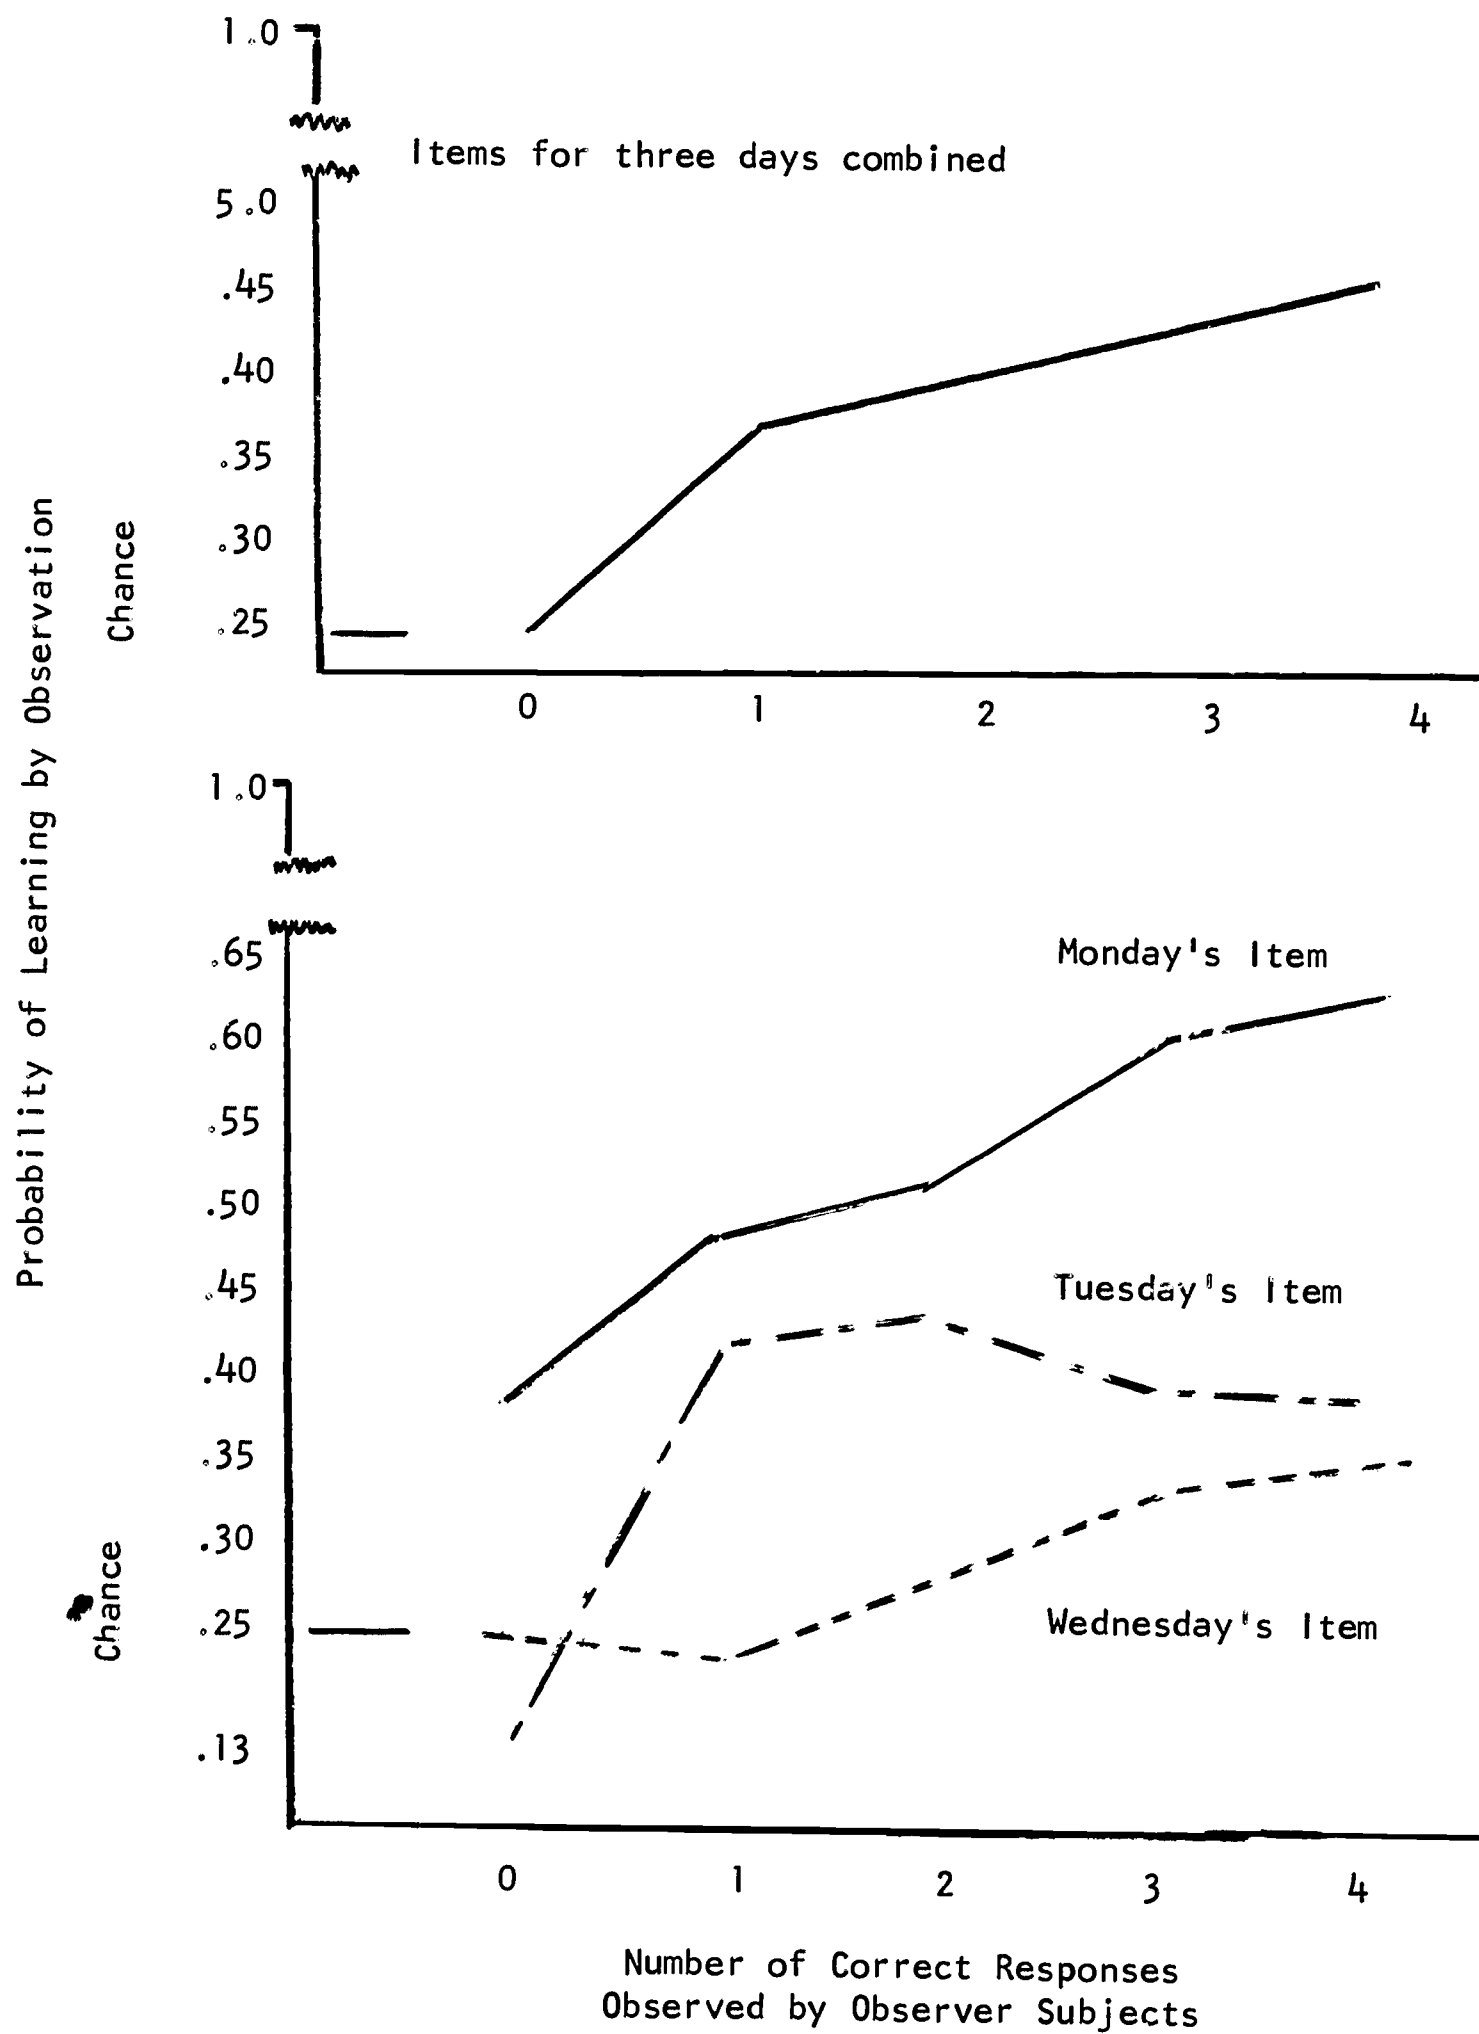 Probability of Learning by Observation
1.0
Items for three days combined
5.0
.45
.40
.35
.30
Chance
.25
0 1 2 3 4
1.0
.65
Monday's Item
.60
.55
.50
.45
Tuesday's Item
.40
.35
.30
Chance
.25
Wednesday's Item
.13
0 1 2 3 4
Number of Correct Responses
Observed by Observer Subjects